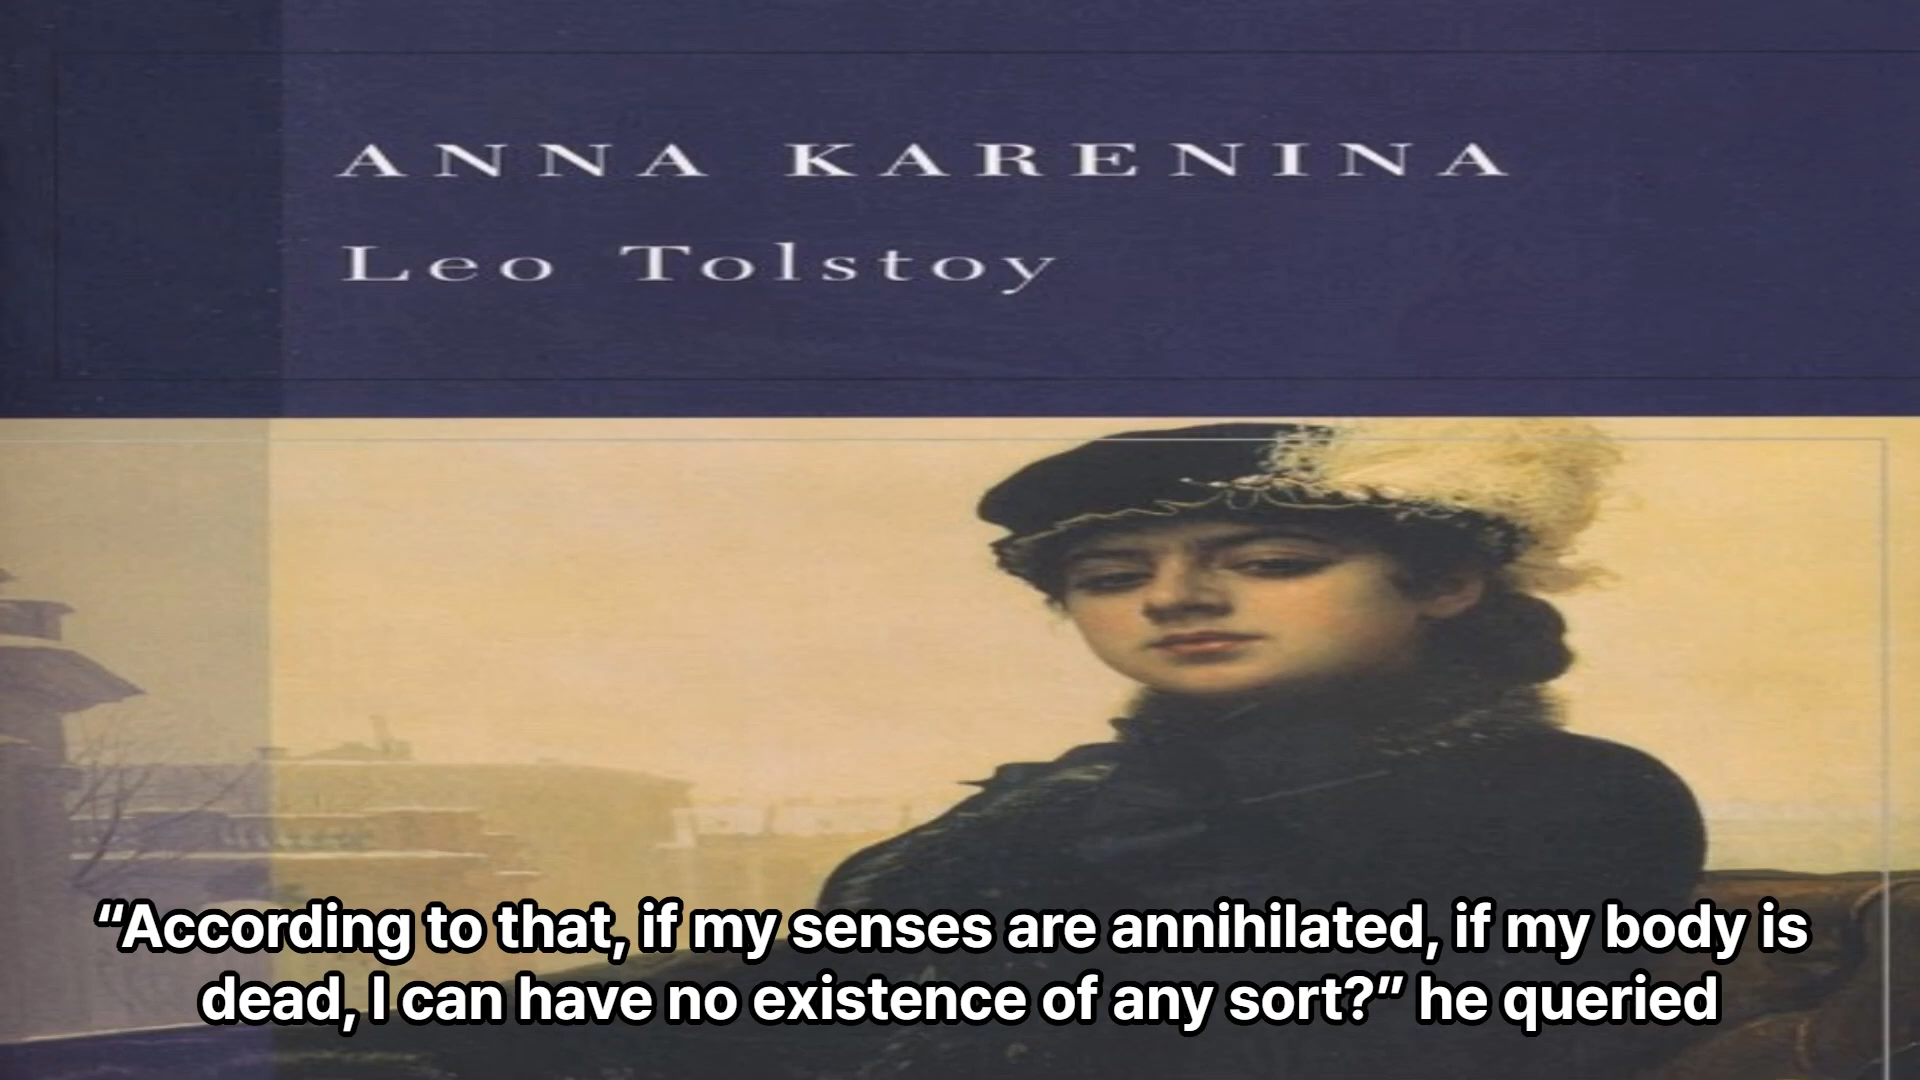 ANNA KARENINA
Leo Tolstoy
“According to that, if my senses are annihilated, if my body is
dead, I can have no existence of any sort?” he queried